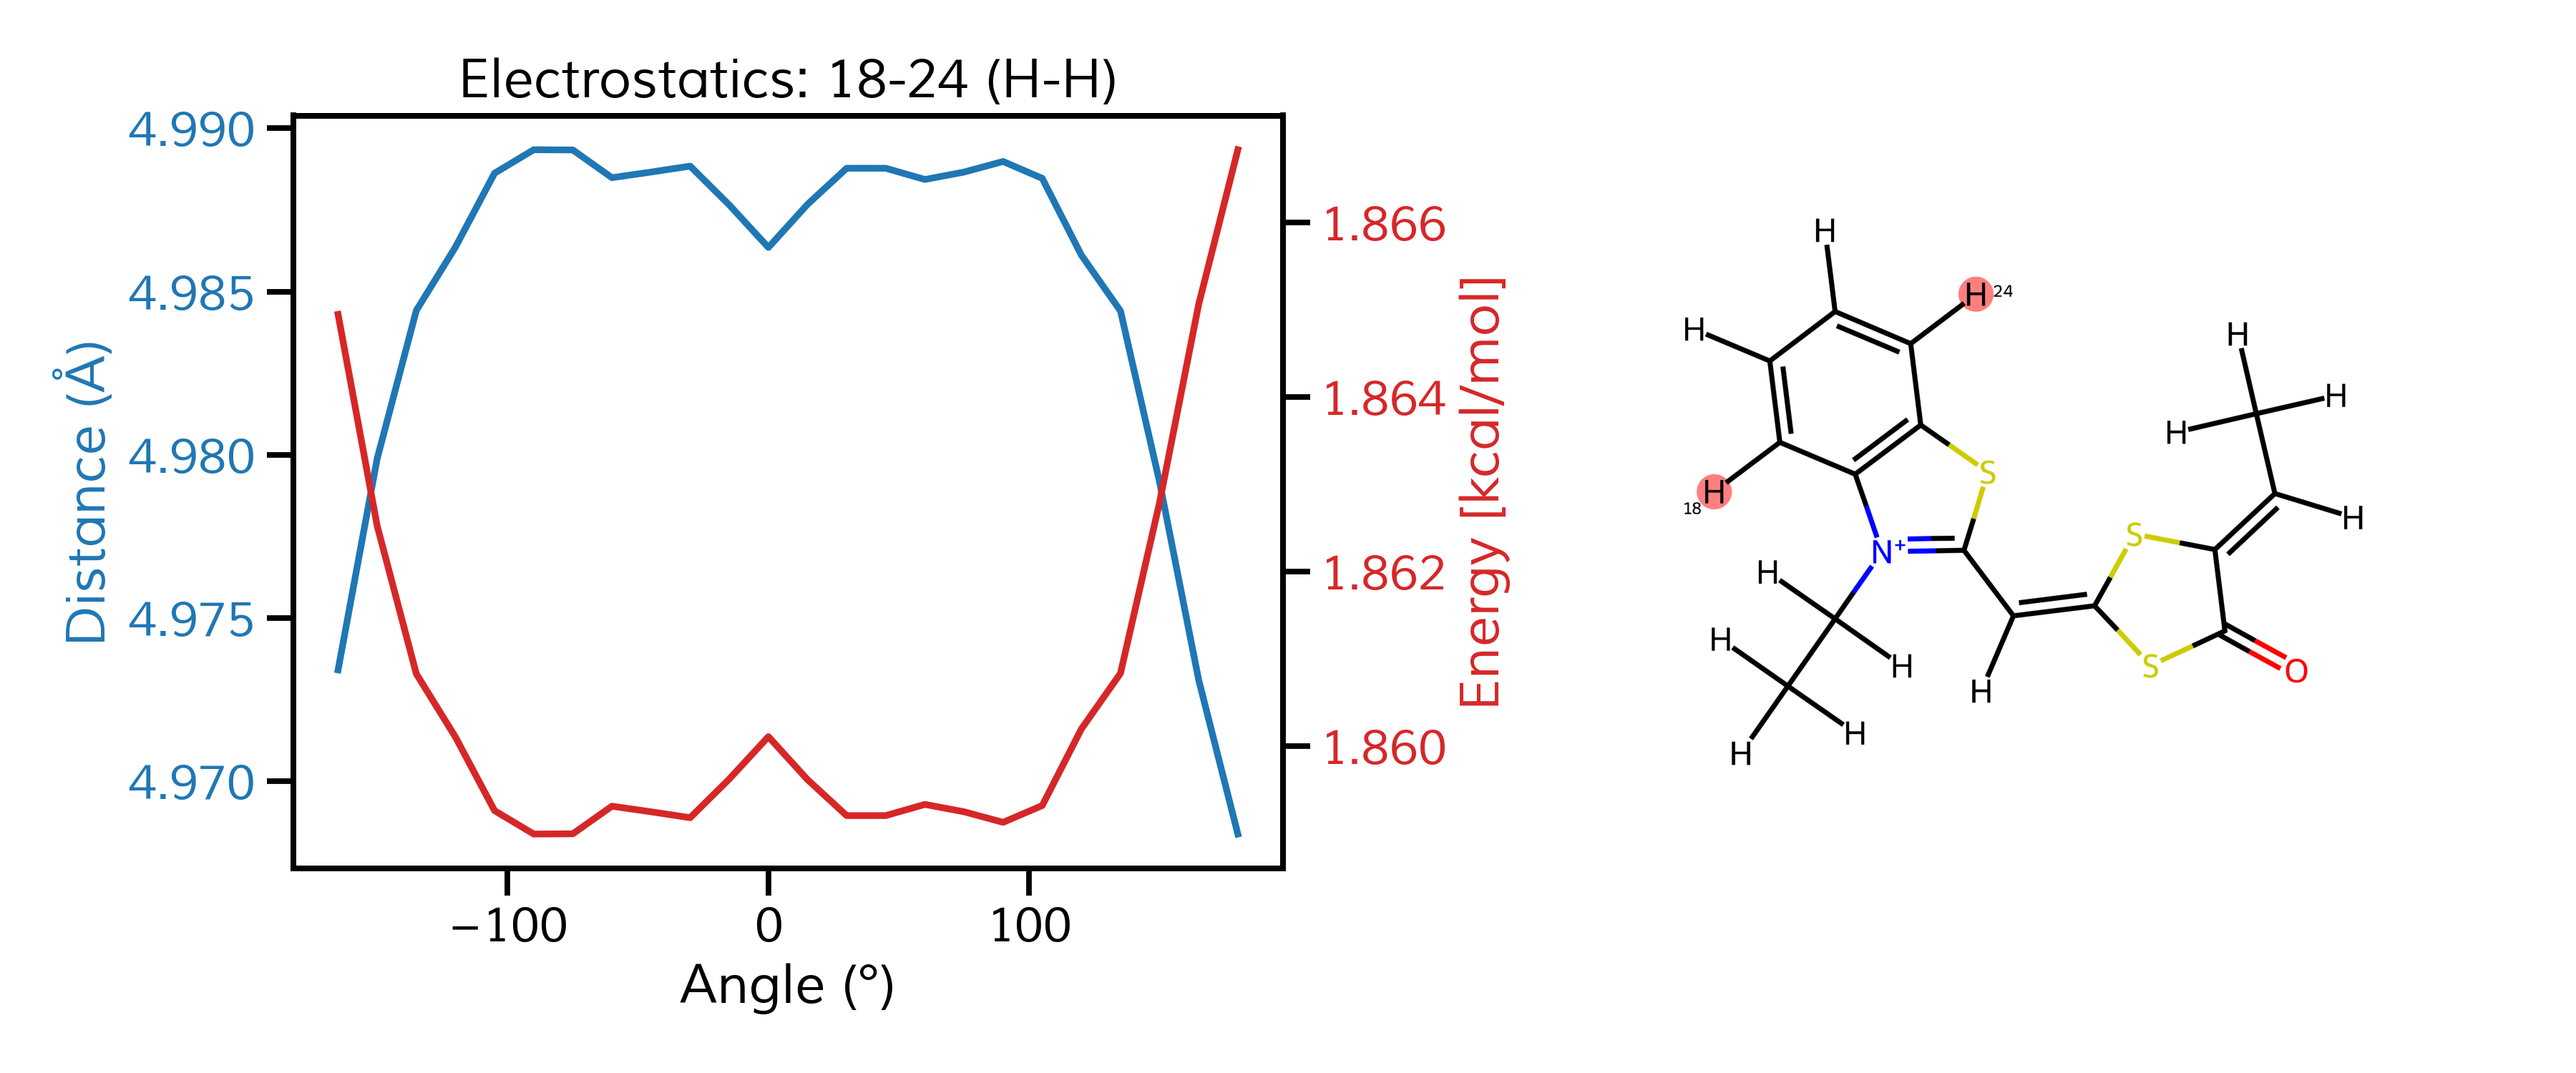 Electrostatics: 18-24 (H-H)
4.990
4.985
4.980
4.975
4.970
Distance (Å)
1.866
1.864
1.862
1.860
Energy [kcal/mol]
−100
0
100
Angle (°)
H
H
H 24
H
H
H
H
S
H 18
H
S
N+
H
H
H
H
S
O
H
H
H